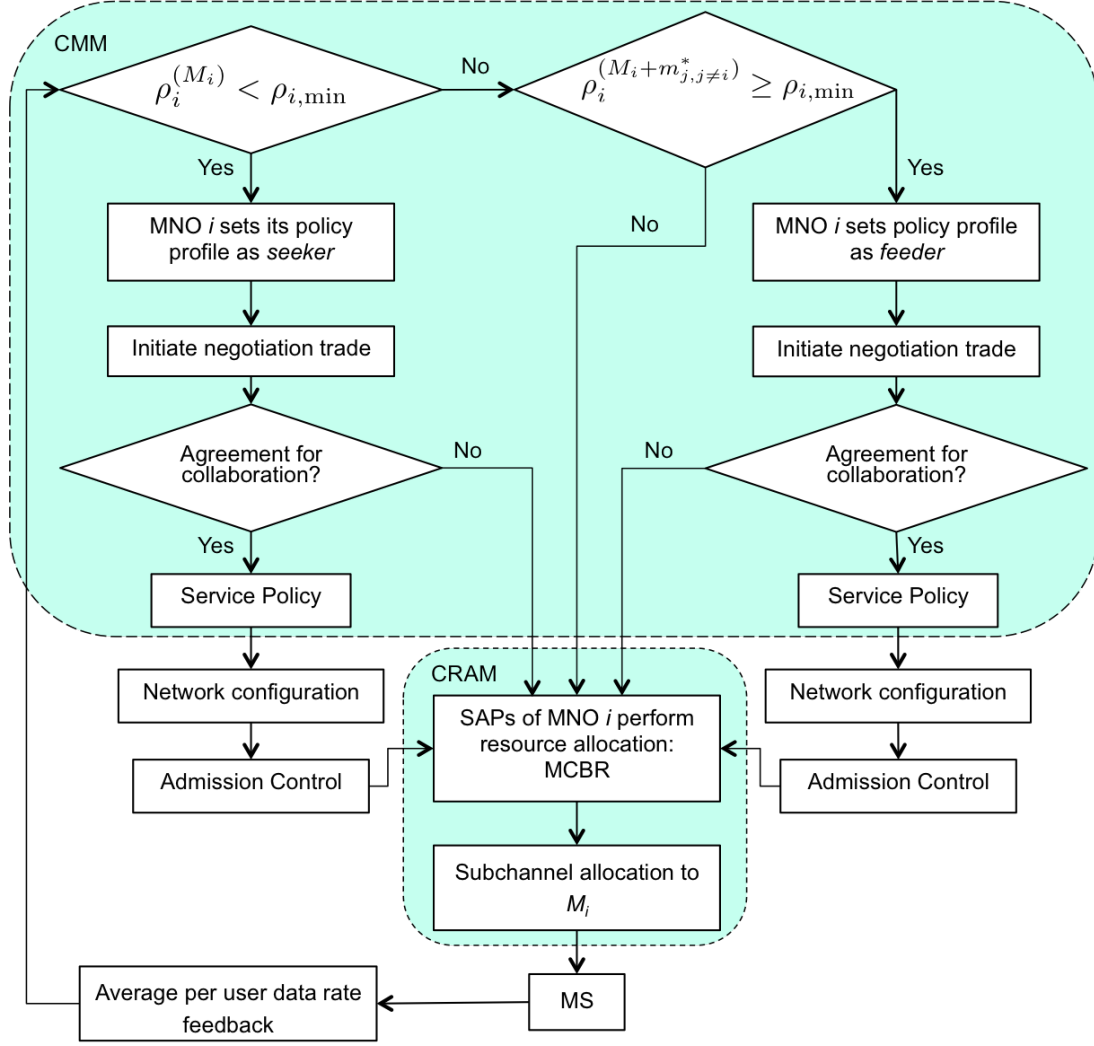 CMM
ρ_i^{(M_i)} < ρ_{i,min}
No
ρ_i^{(M_i+m^*_{j,j≠i})} ≥ ρ_{i,min}
Yes
Yes
MNO i sets its policy
profile as seeker
No
MNO i sets policy profile
as feeder
Initiate negotiation trade
Initiate negotiation trade
Agreement for
collaboration?
No
No
Agreement for
collaboration?
Yes
Yes
Service Policy
Service Policy
Network configuration
CRAM
Network configuration
SAPs of MNO i perform
resource allocation:
MCBR
Admission Control
Admission Control
Subchannel allocation to
M_i
Average per user data rate
feedback
MS